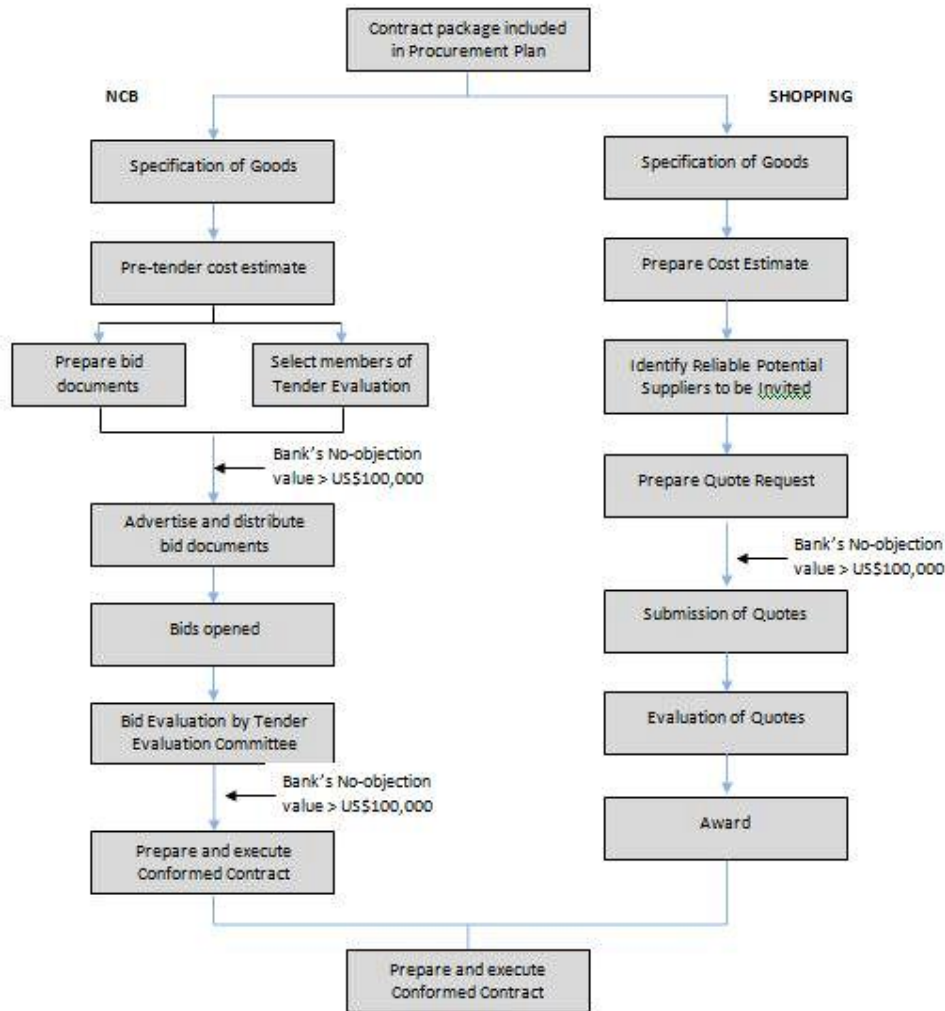 Contract package included
in Procurement Plan
NCB
SHOPPING
Specification of Goods
Specification of Goods
Pre-tender cost estimate
Prepare Cost Estimate
Prepare bid
documents
Select members of
Tender Evaluation
Identify Reliable Potential
Suppliers to be Invited
Bank's No-objection
value > US$100,000
Prepare Quote Request
Advertise and distribute
bid documents
Bank's No-objection
value > US$100,000
Bids opened
Submission of Quotes
Bid Evaluation by Tender
Evaluation Committee
Evaluation of Quotes
Bank's No-objection
value > US$100,000
Award
Prepare and execute
Conformed Contract
Prepare and execute
Conformed Contract